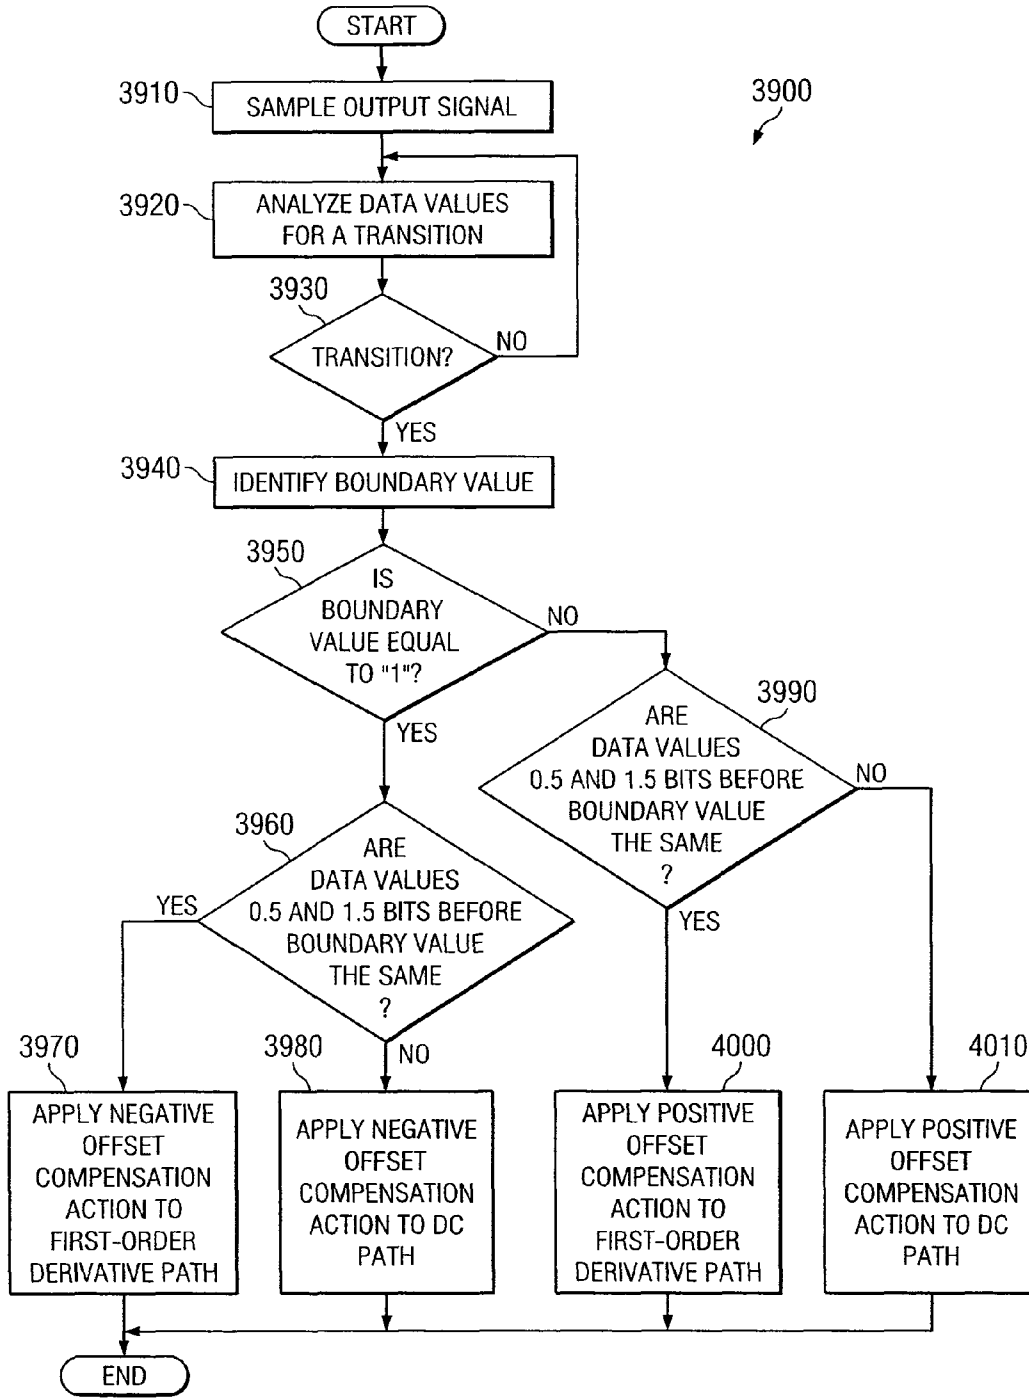 START
3910
SAMPLE OUTPUT SIGNAL
3900
3920
ANALYZE DATA VALUES
FOR A TRANSITION
3930
TRANSITION?
NO
YES
3940
IDENTIFY BOUNDARY VALUE
3950
IS
BOUNDARY
VALUE EQUAL
TO "1"?
NO
YES
3990
ARE
DATA VALUES
0.5 AND 1.5 BITS BEFORE
BOUNDARY VALUE
THE SAME
?
NO
YES
3960
ARE
DATA VALUES
0.5 AND 1.5 BITS BEFORE
BOUNDARY VALUE
THE SAME
?
YES
NO
3970
APPLY NEGATIVE
OFFSET
COMPENSATION
ACTION TO
FIRST-ORDER
DERIVATIVE PATH
3980
APPLY NEGATIVE
OFFSET
COMPENSATION
ACTION TO DC
PATH
4000
APPLY POSITIVE
OFFSET
COMPENSATION
ACTION TO
FIRST-ORDER
DERIVATIVE PATH
4010
APPLY POSITIVE
OFFSET
COMPENSATION
ACTION TO DC
PATH
END